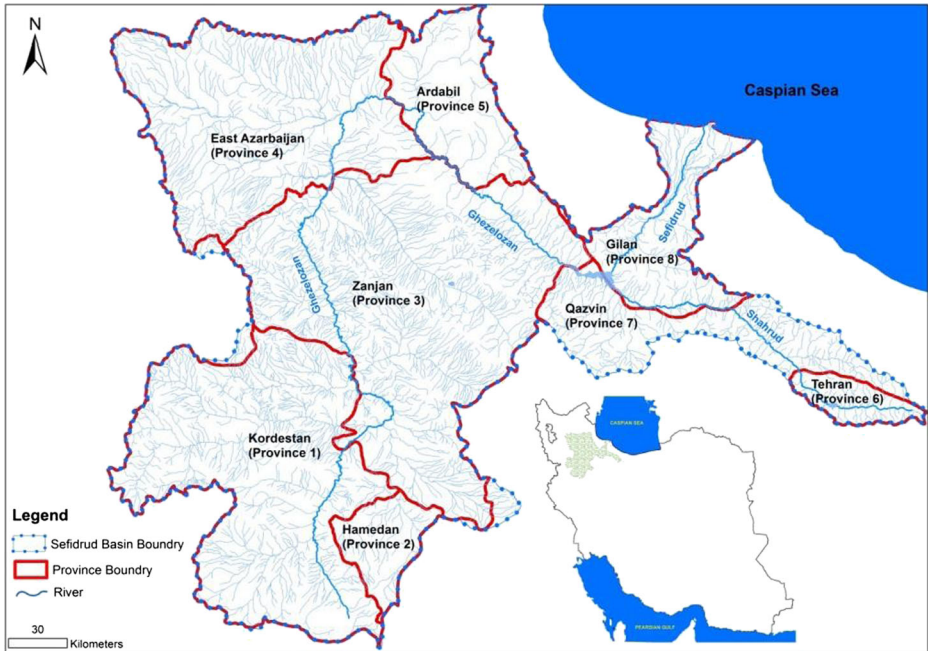 N
Caspian Sea
Ardabil
(Province 5)
East Azarbaijan
(Province 4)
Ghezelozan
Sefidrud
Gilan
(Province 8)
Ghezelozan
Zanjan
(Province 3)
Qazvin
(Province 7)
Shahrud
Tehran
(Province 6)
Kordestan
(Province 1)
Hamedan
(Province 2)
CASPIAN SEA
PEARSIAN GULF
Legend
Sefidrud Basin Boundry
Province Boundry
River
30
Kilometers